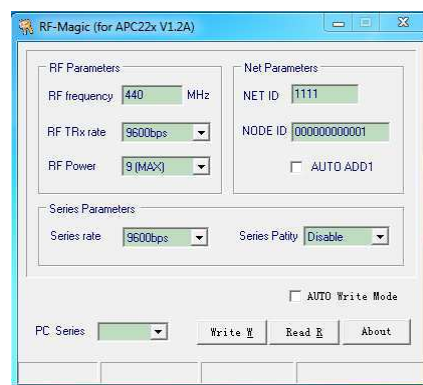 RF-Magic (for APC22x V1.2A)
RF Parameters
RF frequency 440 MHz
RF TRx rate 9600bps
RF Power 9 (MAX)
Net Parameters
NET ID 1111
NODE ID 000000000001
AUTO ADD1
Series Parameters
Series rate 9600bps Series Patity Disable
AUTO Write Mode
PC Series Write W Read R About